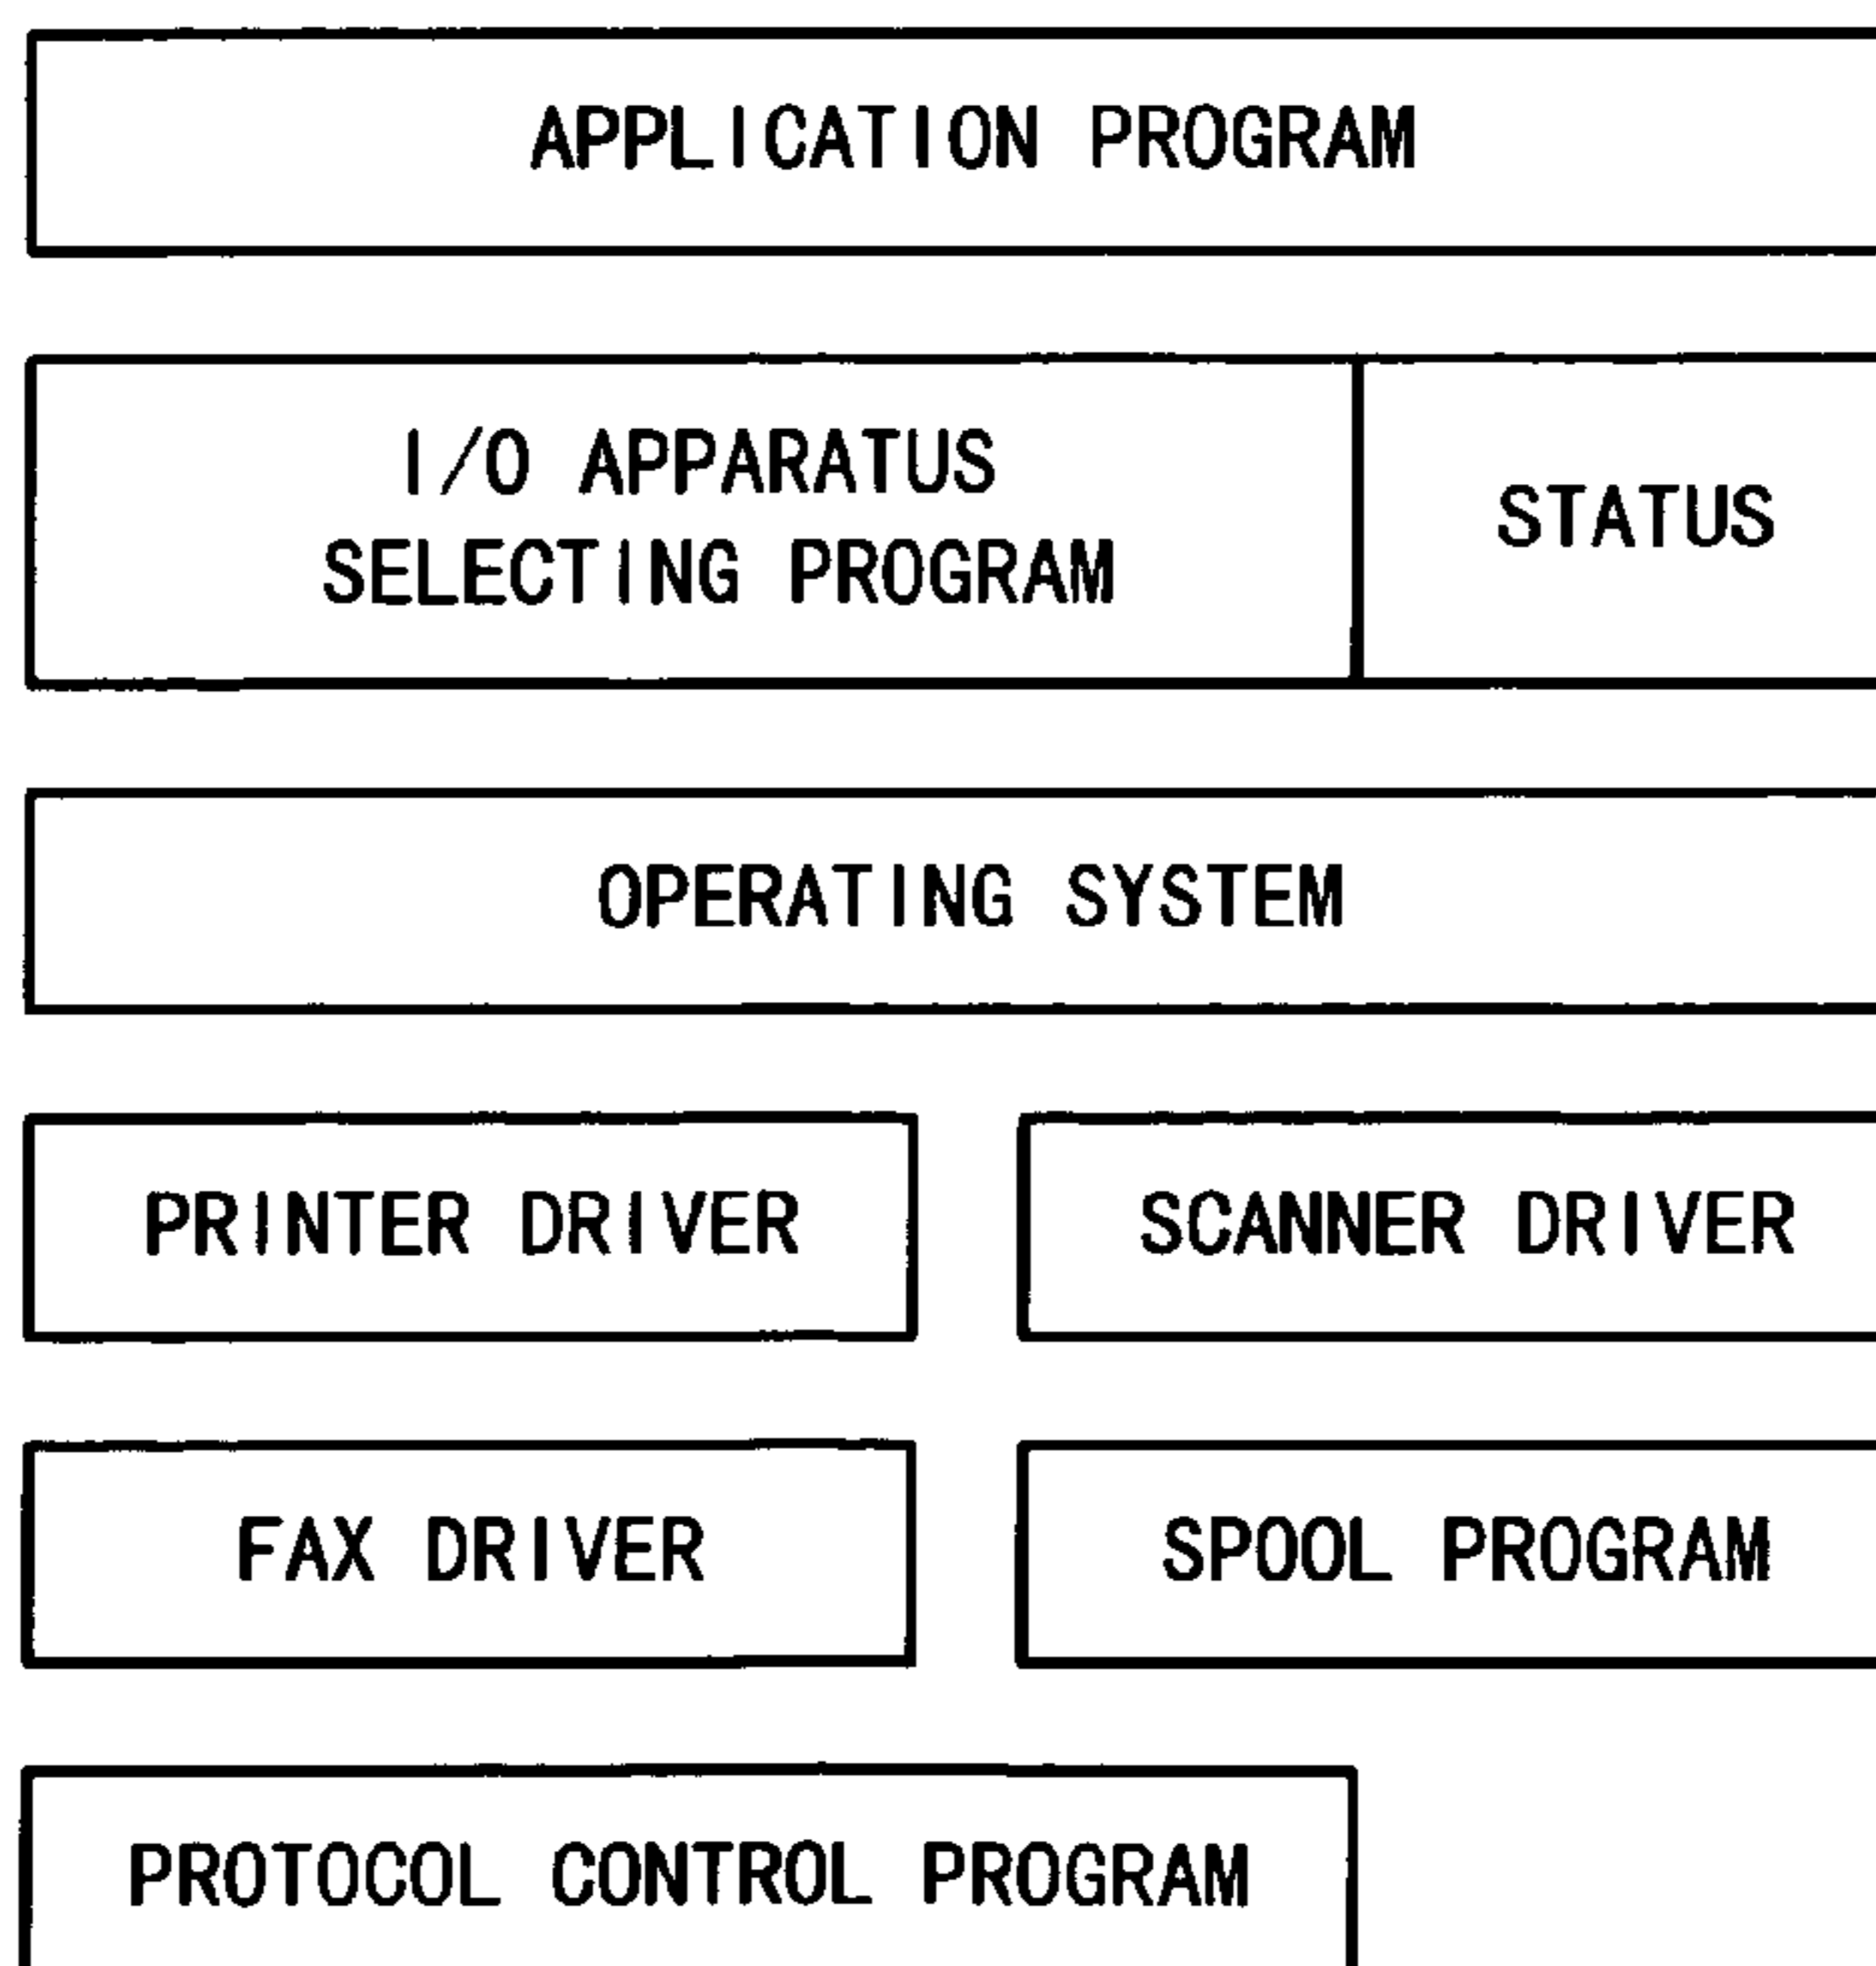 APPLICATION PROGRAM
I/O APPARATUS
SELECTING PROGRAM
STATUS
OPERATING SYSTEM
PRINTER DRIVER
SCANNER DRIVER
FAX DRIVER
SPOOL PROGRAM
PROTOCOL CONTROL PROGRAM